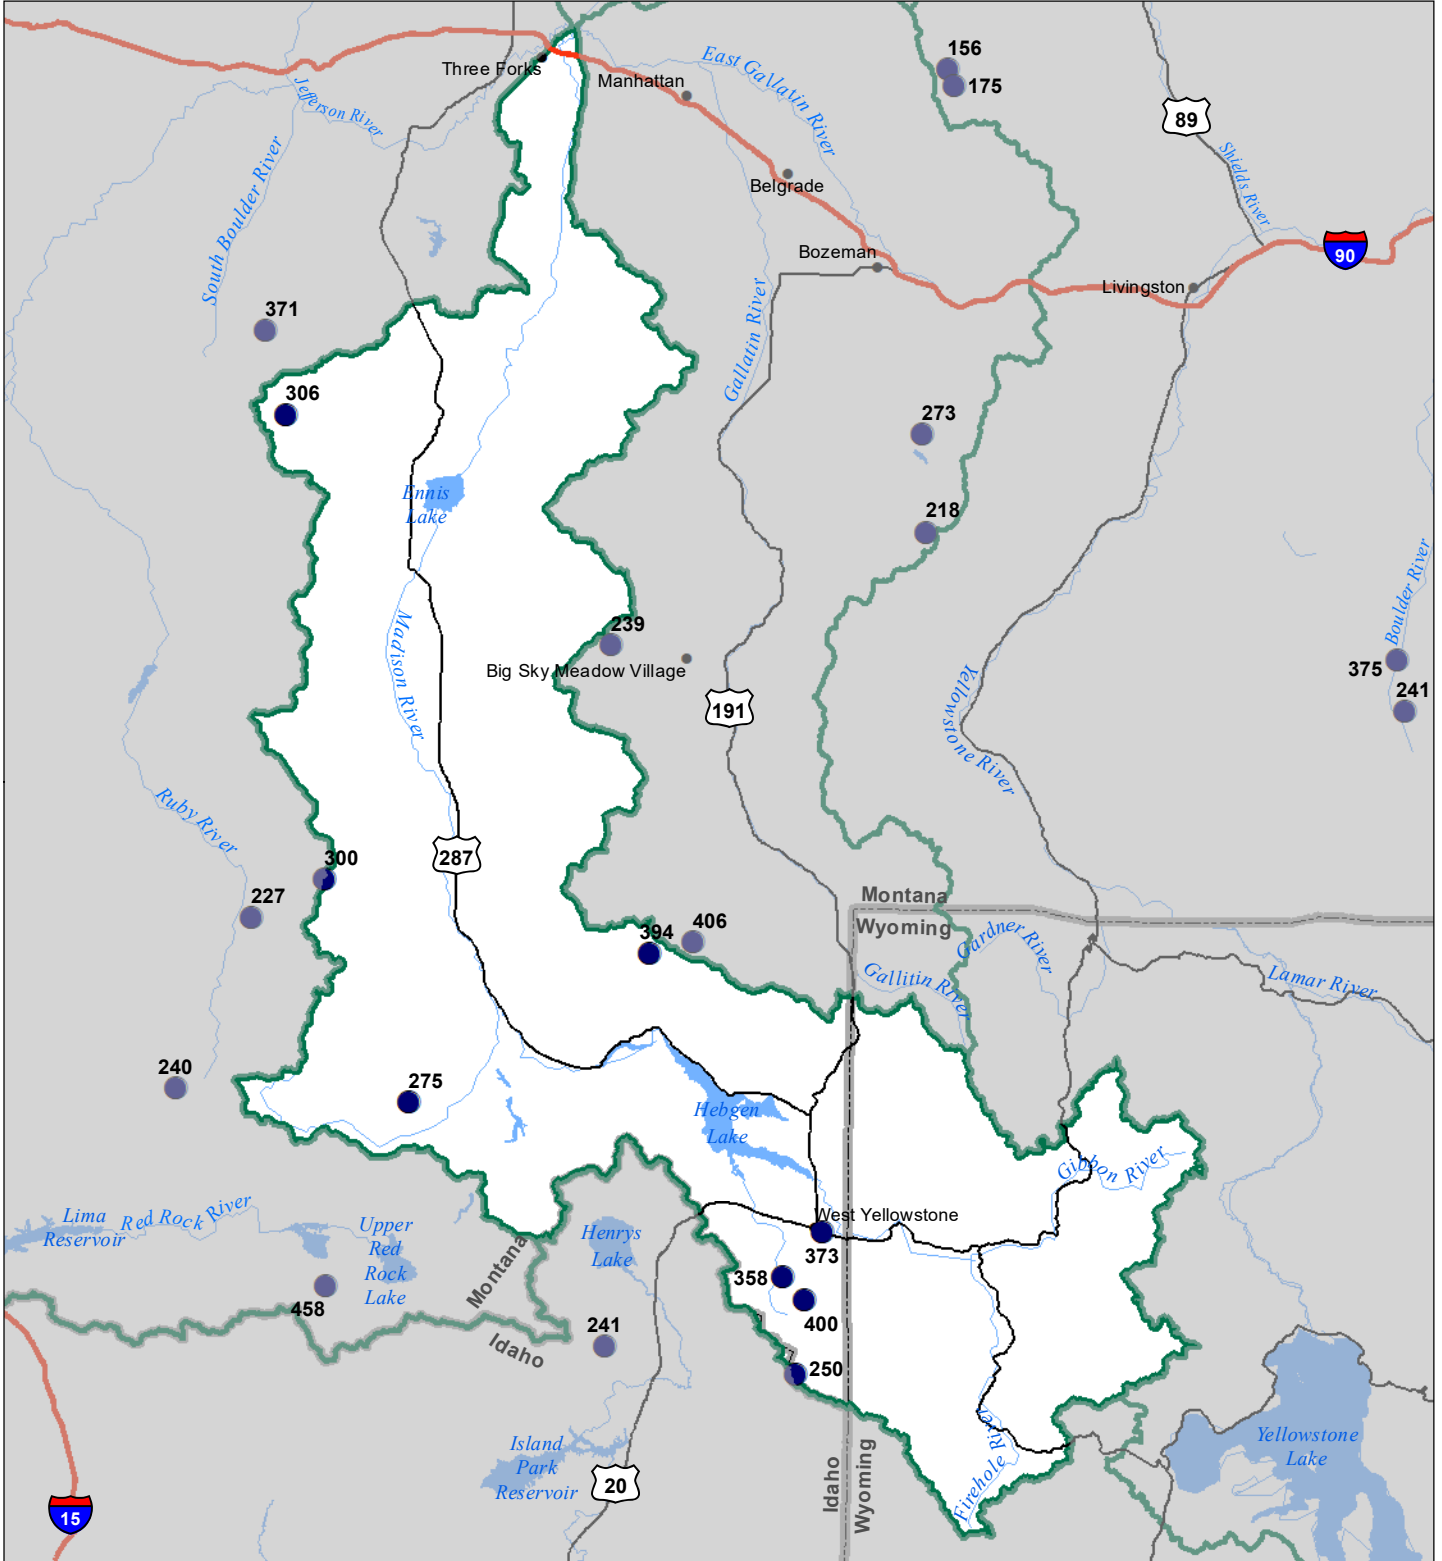 156
175
Three Forks
Manhattan
East Gallatin River
Jefferson River
89
Shields River
Belgrade
South Boulder River
Bozeman
90
Livingston
371
Gallatin River
306
273
Ennis
Lake
218
Boulder River
239
Madison River
375
Big Sky Meadow Village
241
191
Yellowstone River
Ruby River
287
300
227
394
406
Montana
Wyoming
Gardner River
Gallitin River
Lamar River
240
275
Hebgen
Lake
Gibbon River
Lima
Reservoir
Red Rock River
Upper
Red
Rock
Lake
Henrys
Lake
West Yellowstone
373
Montana
358
458
400
Idaho
241
250
Firehole River
Yellowstone
Lake
Island
Park
Reservoir
20
Idaho
Wyoming
15